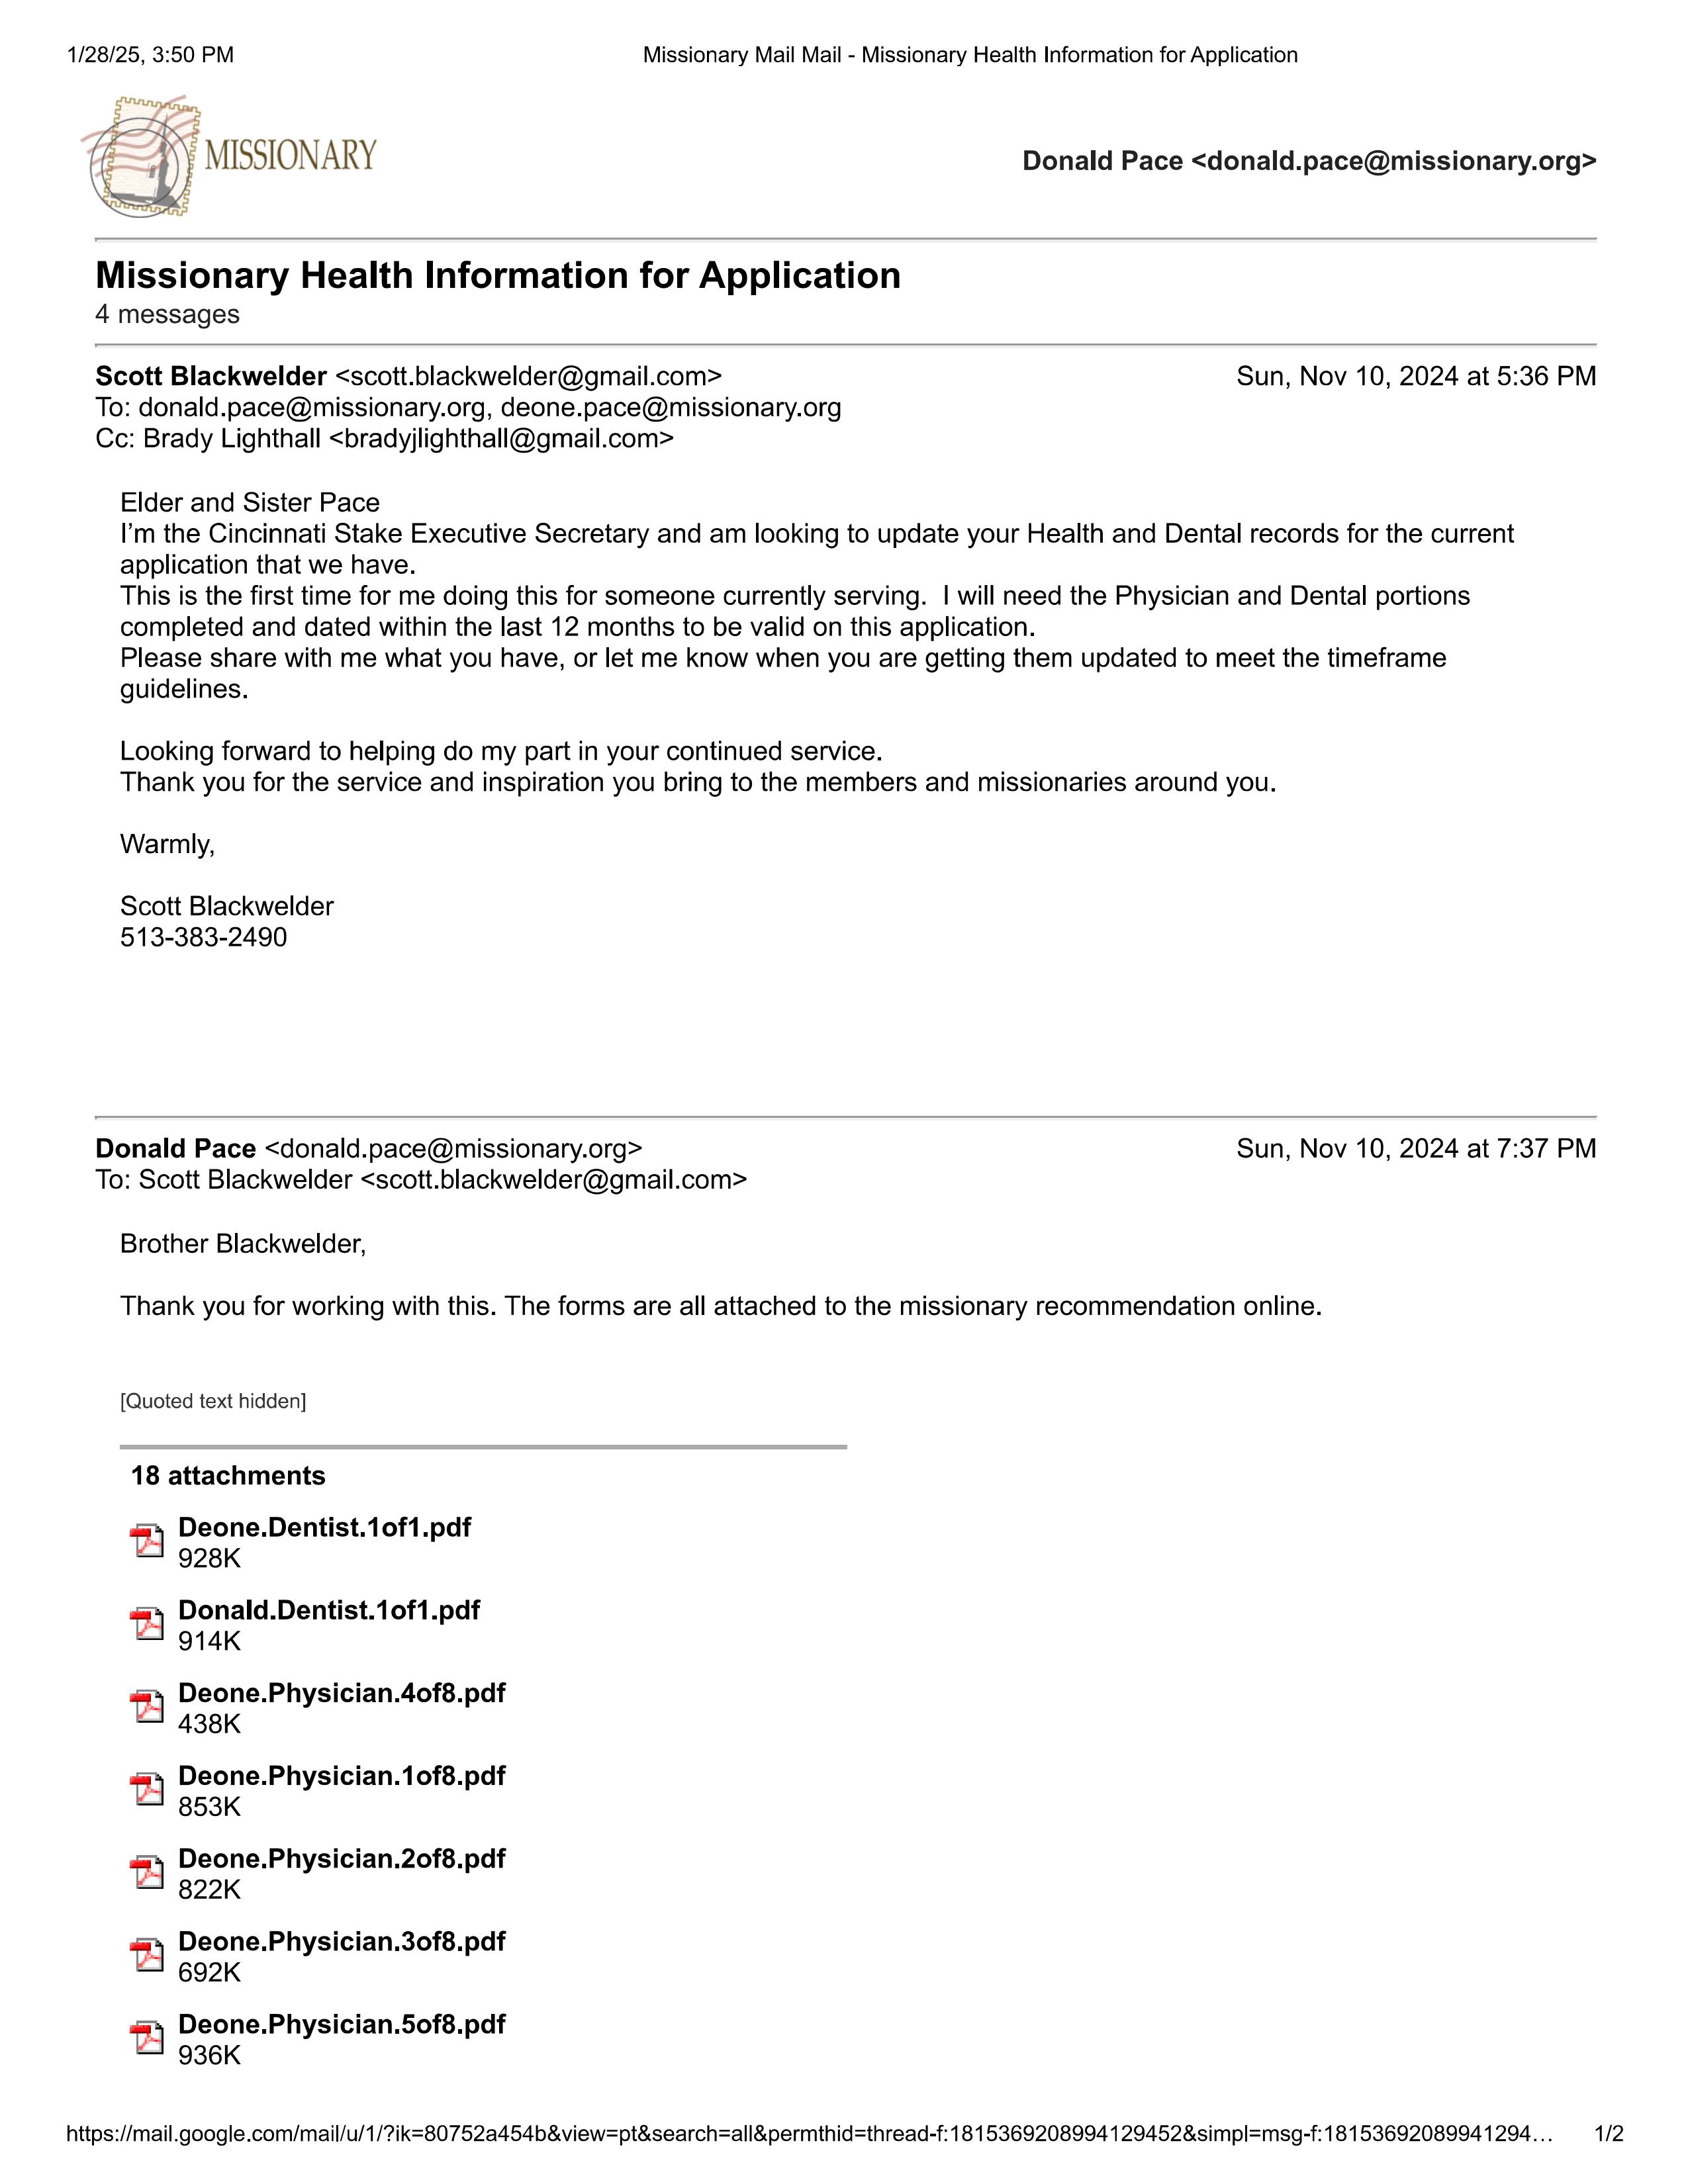 1/28/25, 3:50 PM
Missionary Mail Mail - Missionary Health Information for Application
MISSIONARY
Donald Pace <donald.pace@missionary.org>
Missionary Health Information for Application
4 messages
Scott Blackwelder <scott.blackwelder@gmail.com>
Sun, Nov 10, 2024 at 5:36 PM
To: donald.pace@missionary.org, deone.pace@missionary.org
Cc: Brady Lighthall <bradyjlighthall@gmail.com>
Elder and Sister Pace
I’m the Cincinnati Stake Executive Secretary and am looking to update your Health and Dental records for the current
application that we have.
This is the first time for me doing this for someone currently serving.  I will need the Physician and Dental portions
completed and dated within the last 12 months to be valid on this application.
Please share with me what you have, or let me know when you are getting them updated to meet the timeframe
guidelines.
Looking forward to helping do my part in your continued service.
Thank you for the service and inspiration you bring to the members and missionaries around you.
Warmly,
Scott Blackwelder
513-383-2490
Donald Pace <donald.pace@missionary.org>
Sun, Nov 10, 2024 at 7:37 PM
To: Scott Blackwelder <scott.blackwelder@gmail.com>
Brother Blackwelder,
Thank you for working with this. The forms are all attached to the missionary recommendation online.
[Quoted text hidden]
18 attachments
Deone.Dentist.1of1.pdf
928K
Donald.Dentist.1of1.pdf
914K
Deone.Physician.4of8.pdf
438K
Deone.Physician.1of8.pdf
853K
Deone.Physician.2of8.pdf
822K
Deone.Physician.3of8.pdf
692K
Deone.Physician.5of8.pdf
936K
https://mail.google.com/mail/u/1/?ik=80752a454b&view=pt&search=all&permthid=thread-f:1815369208994129452&simpl=msg-f:18153692089941294…
1/2